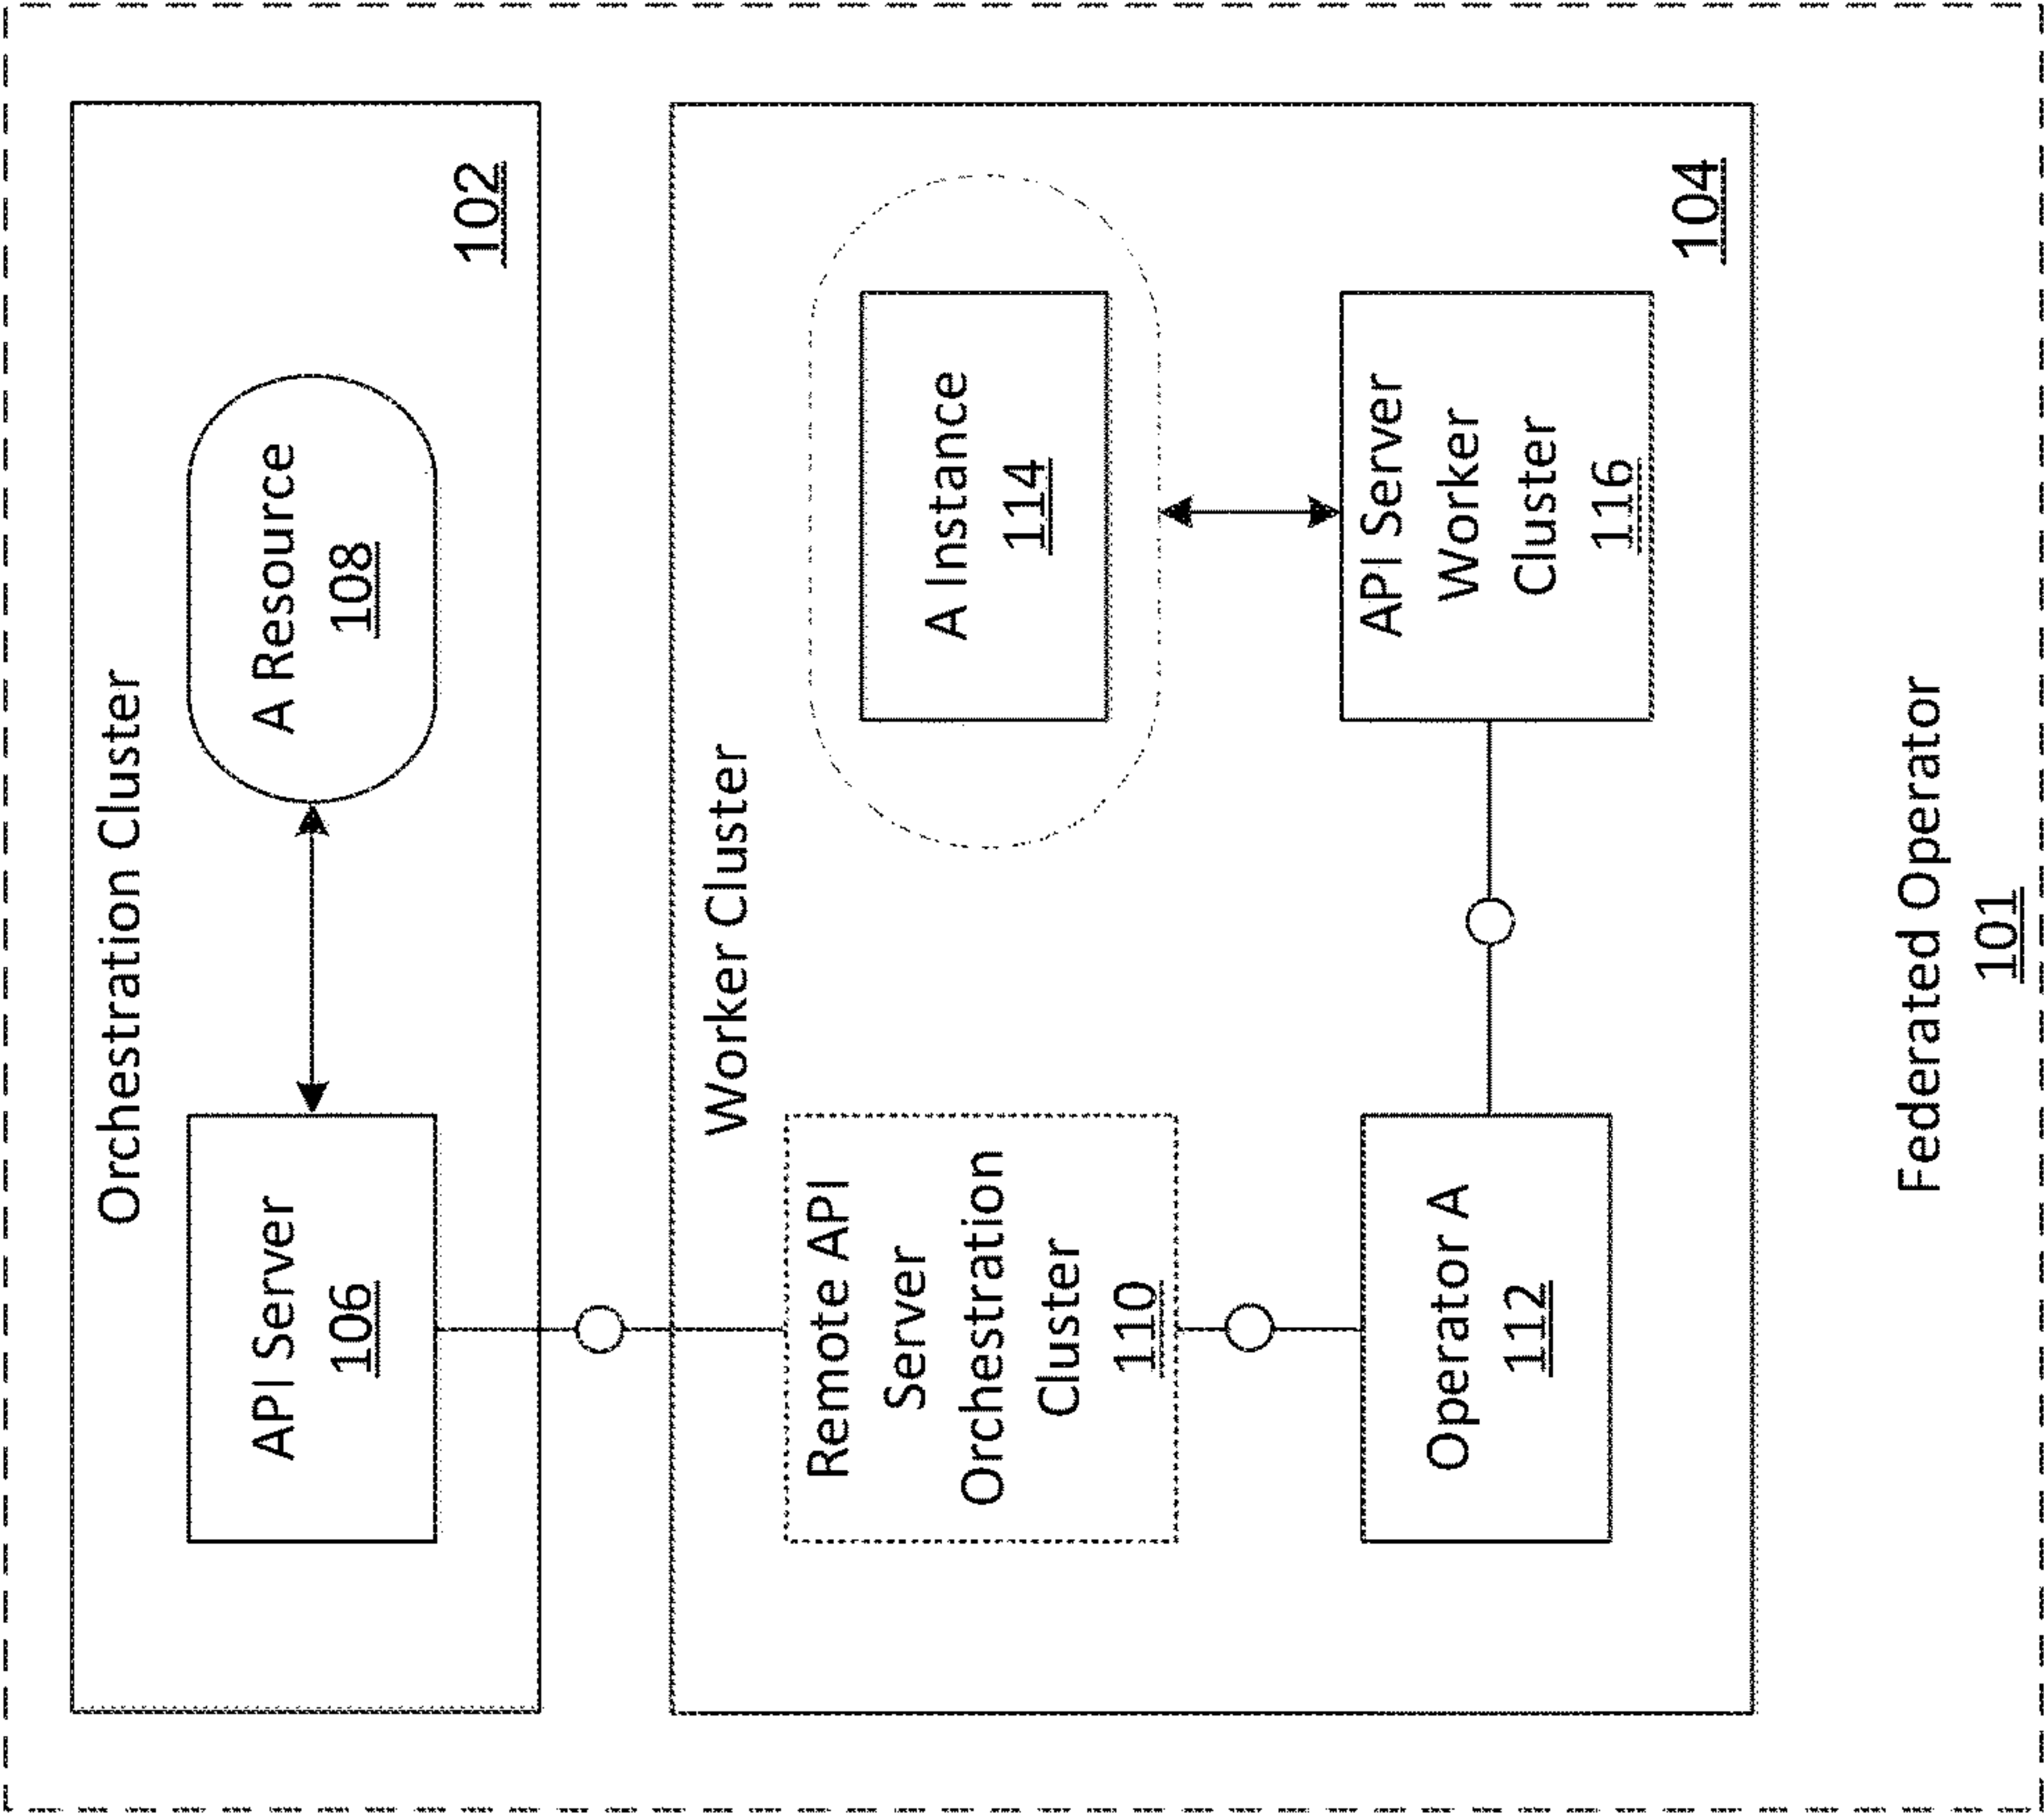 Orchestration Cluster
API Server
106
A Resource
108
102
Worker Cluster
Remote API
Server
Orchestration
Cluster
110
A Instance
114
Operator A
112
API Server
Worker
Cluster
116
104
Federated Operator
101